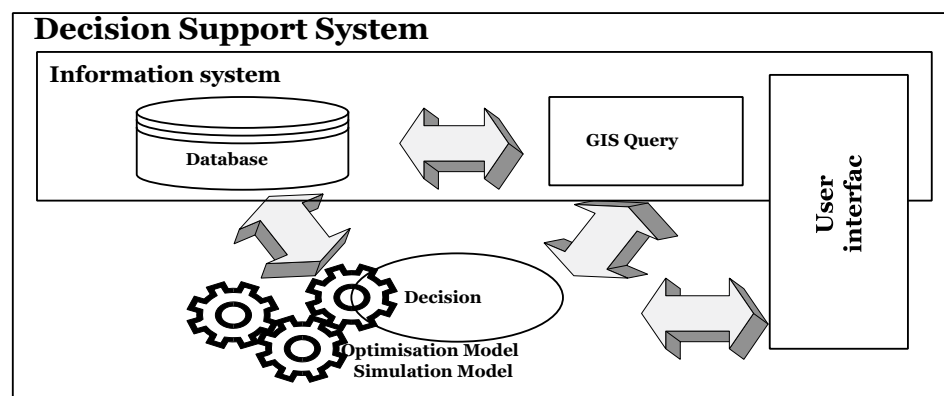 Decision Support System
Information system
Database
GIS Query
User
interfac
Decision
Optimisation Model
Simulation Model